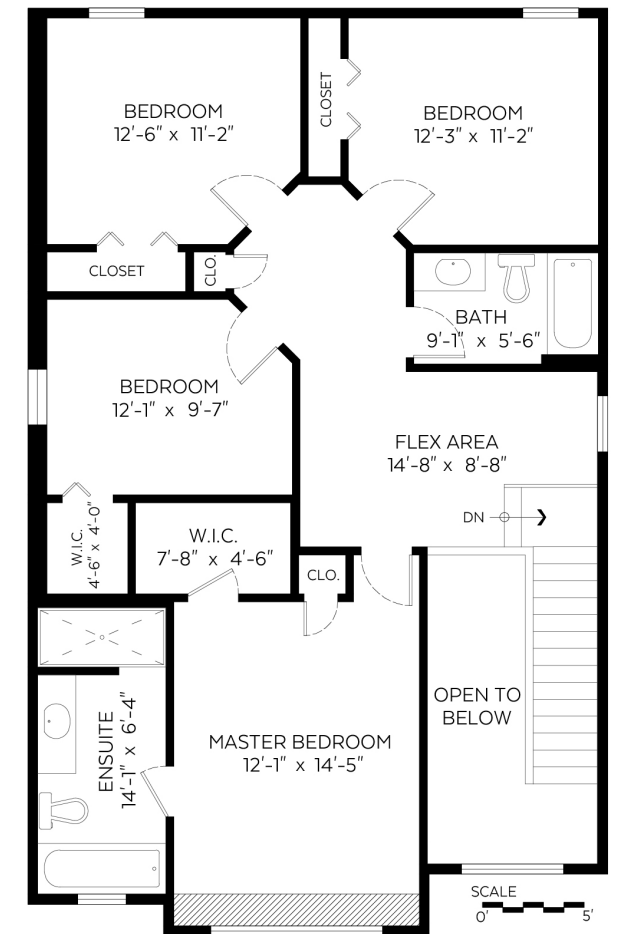 BEDROOM
12'-6" x 11'-2"
CLOSET
BEDROOM
12'-3" x 11'-2"
CLOSET
CLO.
BATH
9'-1" x 5'-6"
BEDROOM
12'-1" x 9'-7"
FLEX AREA
14'-8" x 8'-8"
DN
W.I.C.
4'-6" x 4'-0"
W.I.C.
7'-8" x 4'-6"
CLO.
ENSUITE
14'-1" x 6'-4"
MASTER BEDROOM
12'-1" x 14'-5"
OPEN TO
BELOW
SCALE
0' 5'